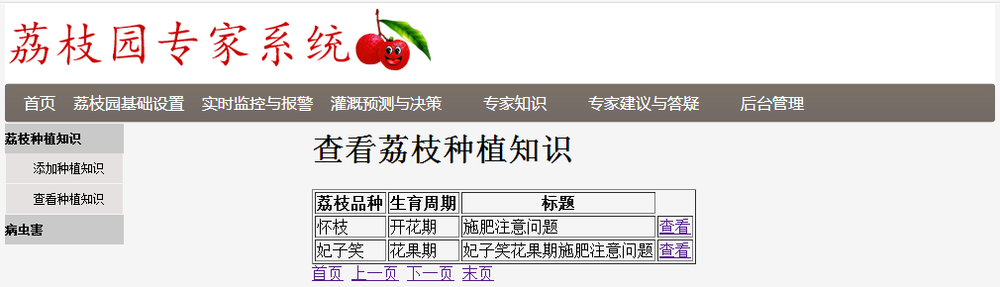 荔枝园专家系统
首页 荔枝园基础设置 实时监控与报警 灌溉预测与决策 专家知识 专家建议与答疑 后台管理
荔枝种植知识
添加种植知识
查看种植知识
病虫害
查看荔枝种植知识
荔枝品种 生育周期 标题
怀枝 开花期 施肥注意问题 查看
妃子笑 花果期 妃子笑花果期施肥注意问题 查看
首页 上一页 下一页 末页